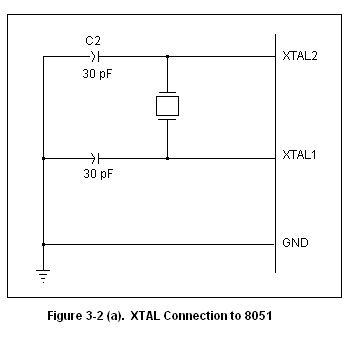 C2
XTAL2
30 pF
XTAL1
30 pF
GND
Figure 3-2 (a). XTAL Connection to 8051